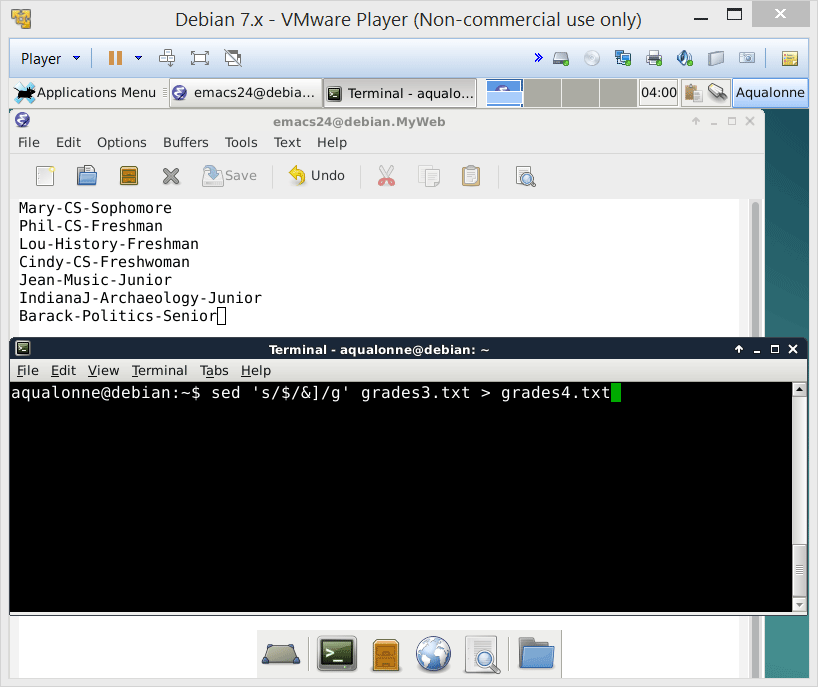 Debian 7.x - VMware Player (Non-commercial use only)
Player
Applications Menu emacs24@debia... Terminal - aqualo... 04:00 Aqualonne
emacs24@debian.MyWeb
File Edit Options Buffers Tools Text Help
Save Undo
Mary-CS-Sophomore
Phil-CS-Freshman
Lou-History-Freshman
Cindy-CS-Freshwoman
Jean-Music-Junior
IndianaJ-Archaeology-Junior
Barack-Politics-Senior
Terminal - aqualonne@debian: ~
File Edit View Terminal Tabs Help
aqualonne@debian:~$ sed 's/$/&]/g' grades3.txt > grades4.txt